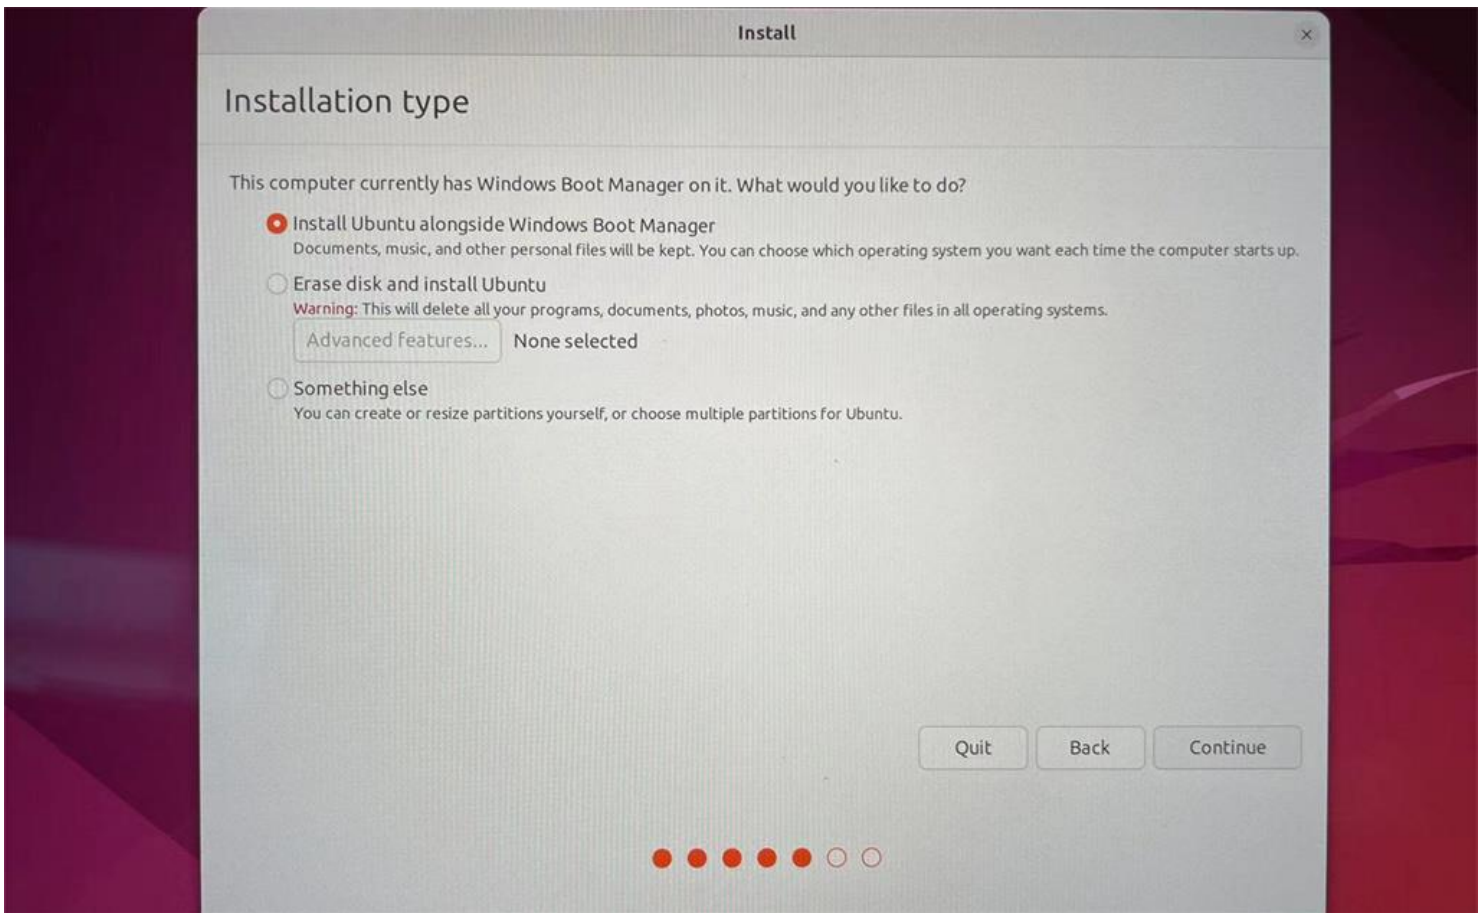 Install
Installation type
This computer currently has Windows Boot Manager on it. What would you like to do?
Install Ubuntu alongside Windows Boot Manager
Documents, music, and other personal files will be kept. You can choose which operating system you want each time the computer starts up.
Erase disk and install Ubuntu
Warning: This will delete all your programs, documents, photos, music, and any other files in all operating systems.
Advanced features... None selected
Something else
You can create or resize partitions yourself, or choose multiple partitions for Ubuntu.
Quit Back Continue